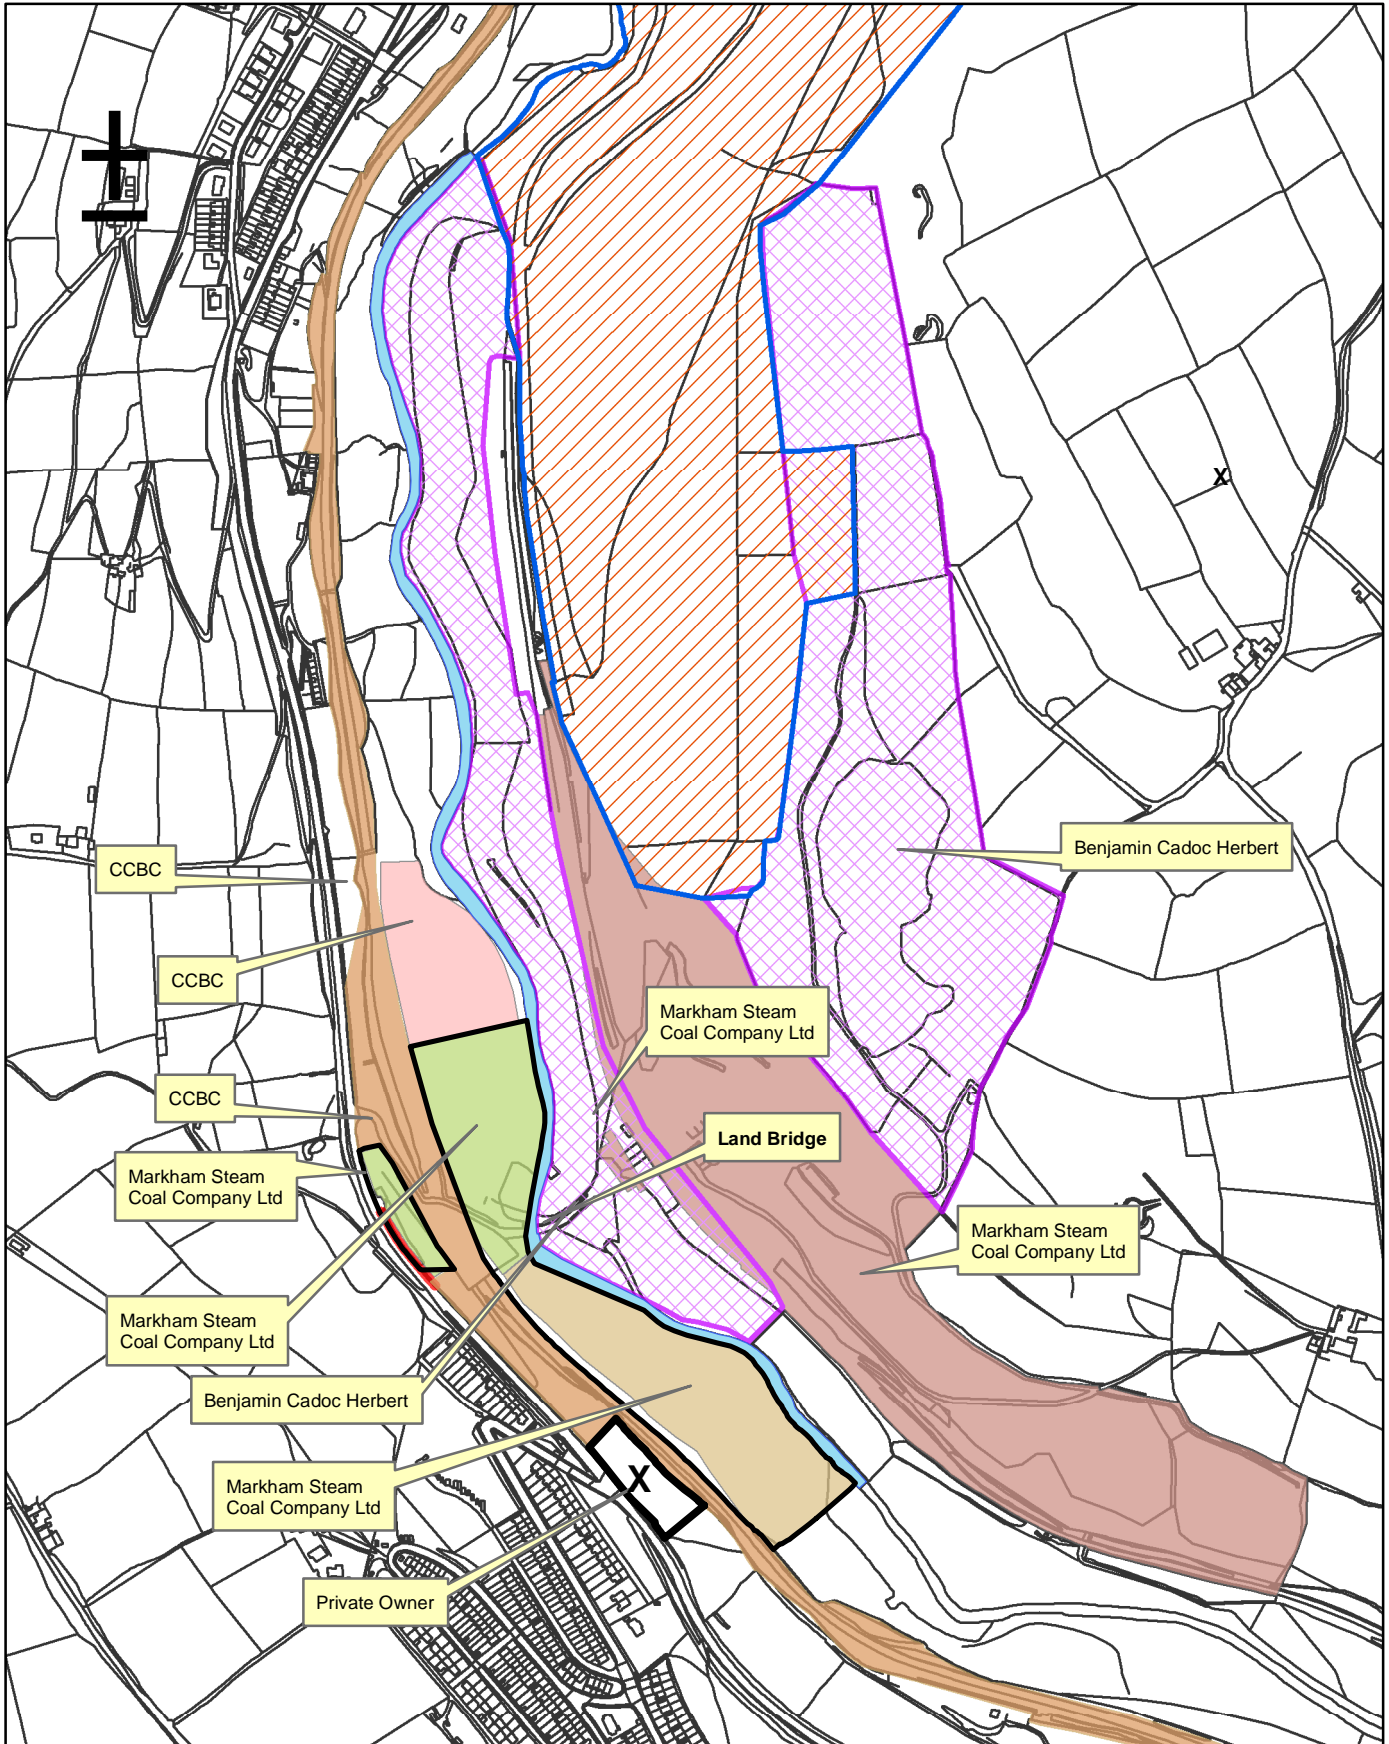 X
Benjamin Cadoc Herbert
CCBC
CCBC
Markham Steam
Coal Company Ltd
CCBC
Land Bridge
Markham Steam
Coal Company Ltd
Markham Steam
Coal Company Ltd
Markham Steam
Coal Company Ltd
Benjamin Cadoc Herbert
Markham Steam
Coal Company Ltd
X
Private Owner